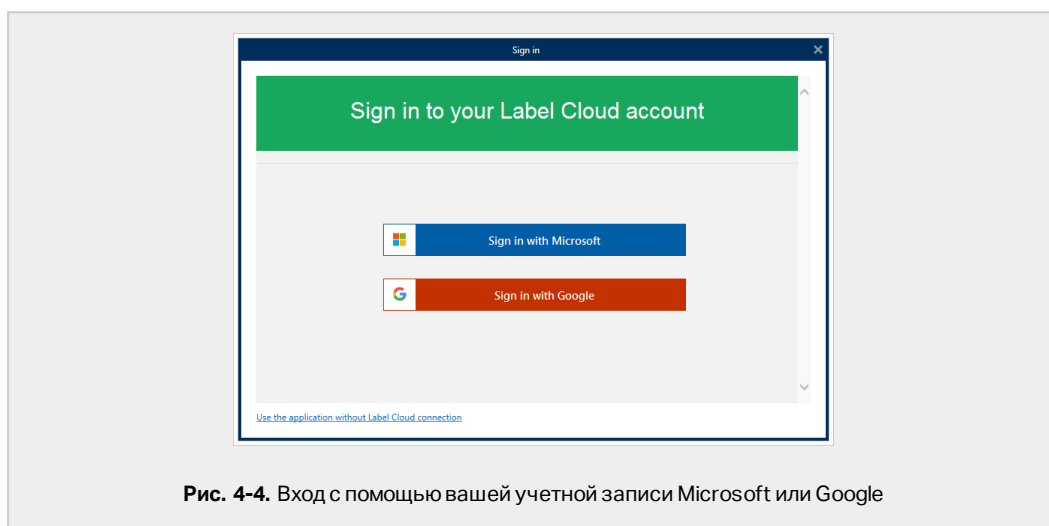 Sign in
Sign in to your Label Cloud account
Sign in with Microsoft
Sign in with Google
Use the application without Label Cloud connection
Рис. 4-4. Вход с помощью вашей учетной записи Microsoft или Google